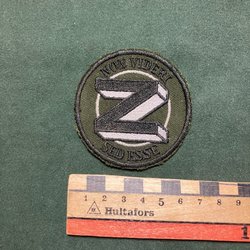 NON VIDERI
Z
SED ESSE
1 2 3 4 5 6 7 8 9
Hultafors